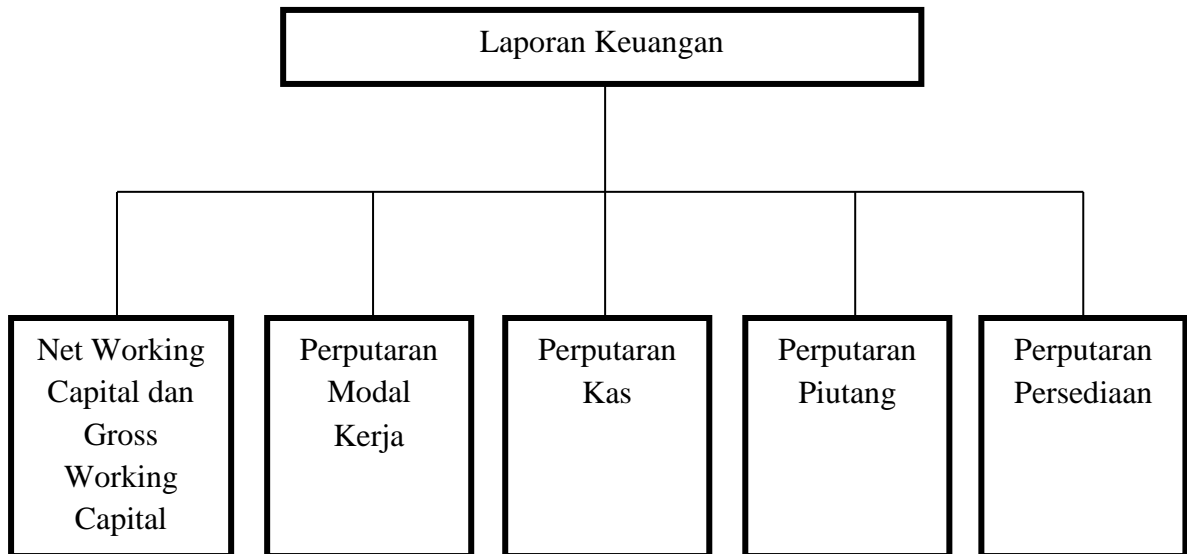 Laporan Keuangan
Net Working
Capital dan
Gross
Working
Capital
Perputaran
Modal
Kerja
Perputaran
Kas
Perputaran
Piutang
Perputaran
Persediaan